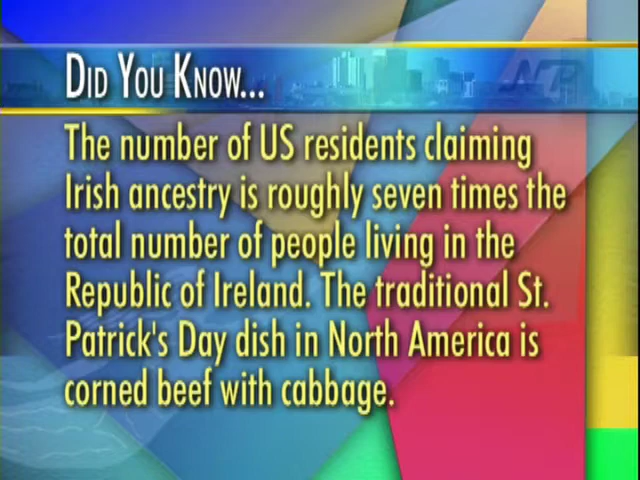 Did You Know...
The number of US residents claiming
Irish ancestry is roughly seven times the
total number of people living in the
Republic of Ireland. The traditional St.
Patrick's Day dish in North America is
corned beef with cabbage.